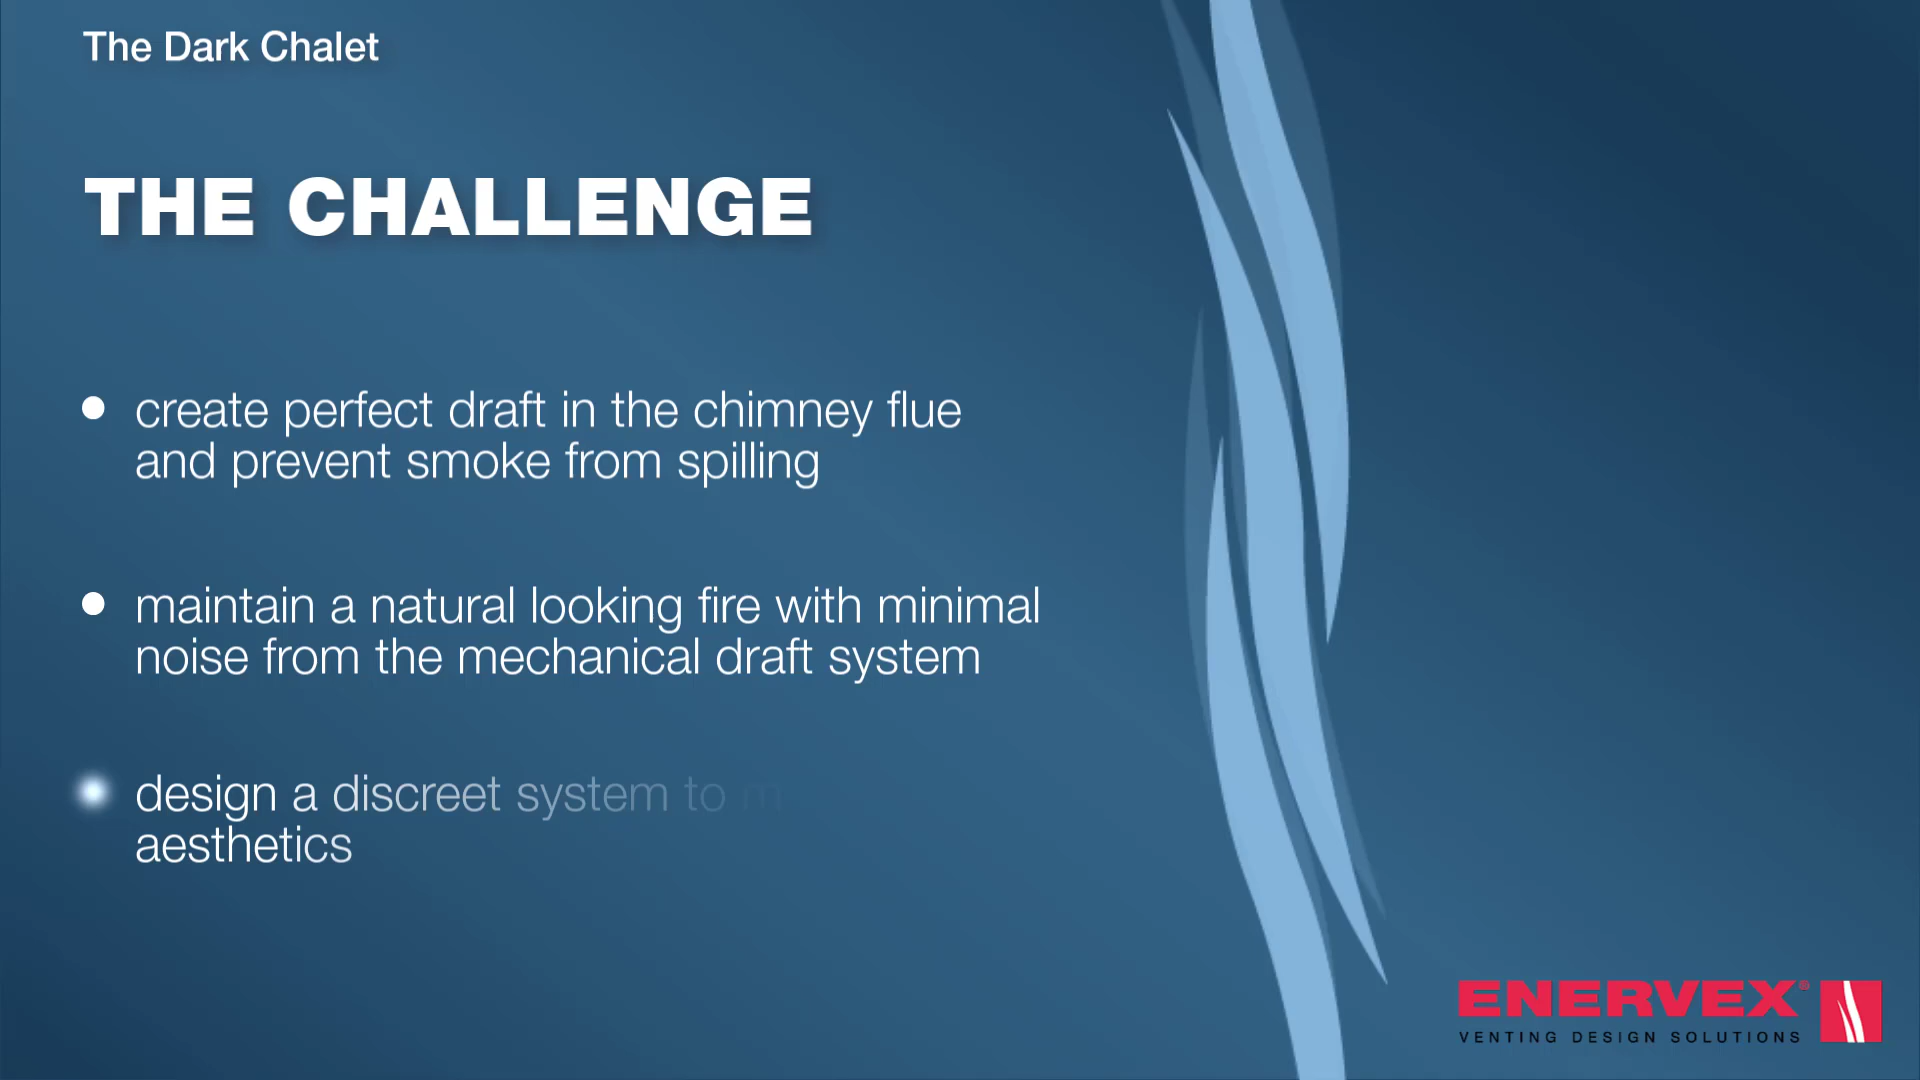 The Dark Chalet
THE CHALLENGE
create perfect draft in the chimney flue
and prevent smoke from spilling
maintain a natural looking fire with minimal
noise from the mechanical draft system
design a discreet system to
aesthetics
ENERVEX®
VENTING DESIGN SOLUTIONS